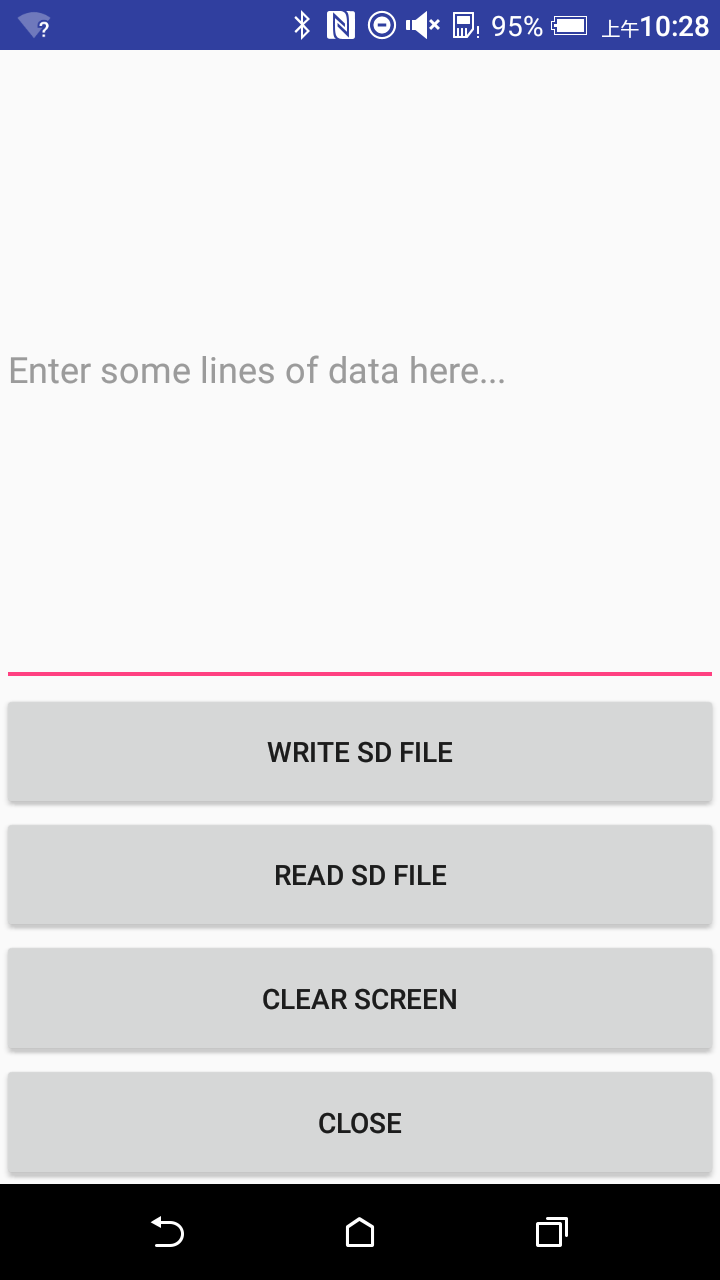 95% 上午10:28
Enter some lines of data here...
WRITE SD FILE
READ SD FILE
CLEAR SCREEN
CLOSE